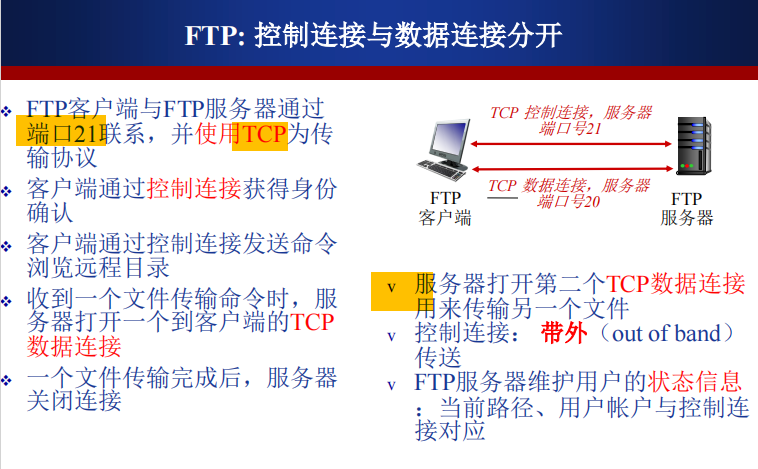 FTP: 控制连接与数据连接分开
❖ FTP客户端与FTP服务器通过
端口21联系，并使用TCP为传
输协议
❖ 客户端通过控制连接获得身份
确认
❖ 客户端通过控制连接发送命令
浏览远程目录
❖ 收到一个文件传输命令时，服
务器打开一个到客户端的TCP
数据连接
❖ 一个文件传输完成后，服务器
关闭连接
TCP 控制连接，服务器
端口号21
TCP 数据连接，服务器
端口号20
FTP
客户端
FTP
服务器
v 服务器打开第二个TCP数据连接
用来传输另一个文件
v 控制连接： 带外（out of band）
传送
v FTP服务器维护用户的状态信息
：当前路径、用户帐户与控制连
接对应